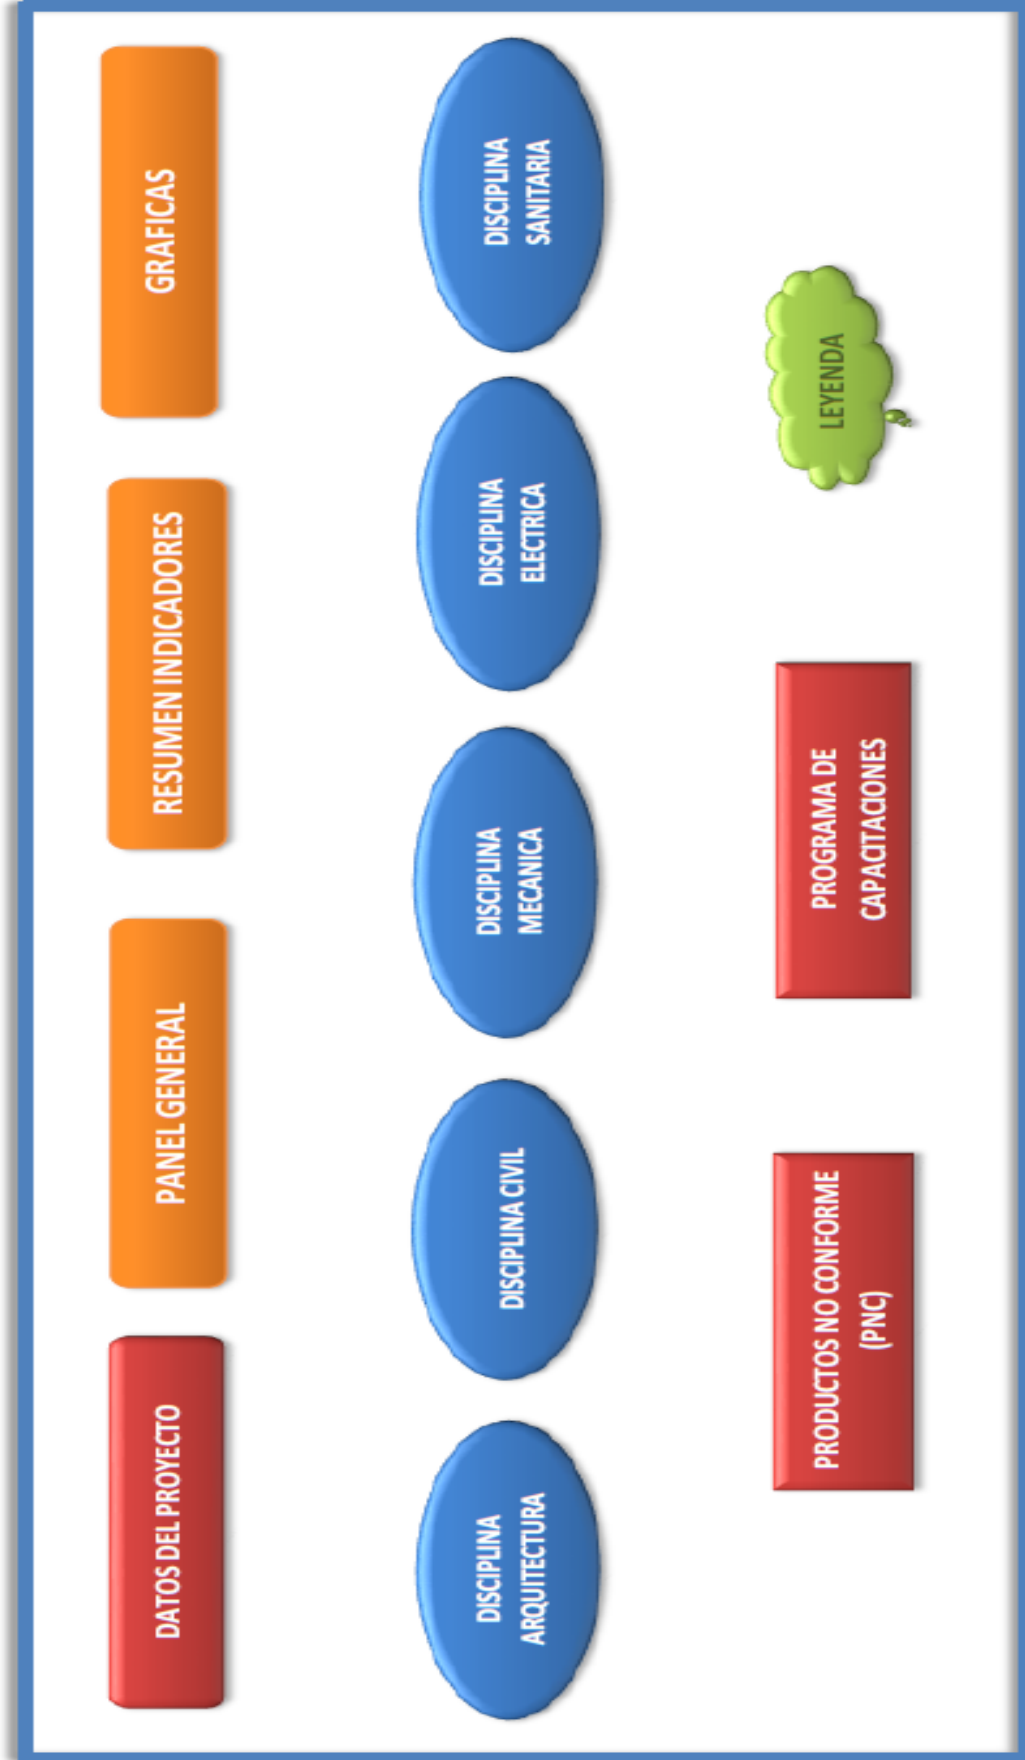 DATOS DEL PROYECTO
PANEL GENERAL
RESUMEN INDICADORES
GRAFICAS
DISCIPLINA
ARQUITECTURA
DISCIPLINA CIVIL
DISCIPLINA
MECANICA
DISCIPLINA
ELECTRICA
DISCIPLINA
SANITARIA
PRODUCTOS NO CONFORME
(PNC)
PROGRAMA DE
CAPACITACIONES
LEYENDA